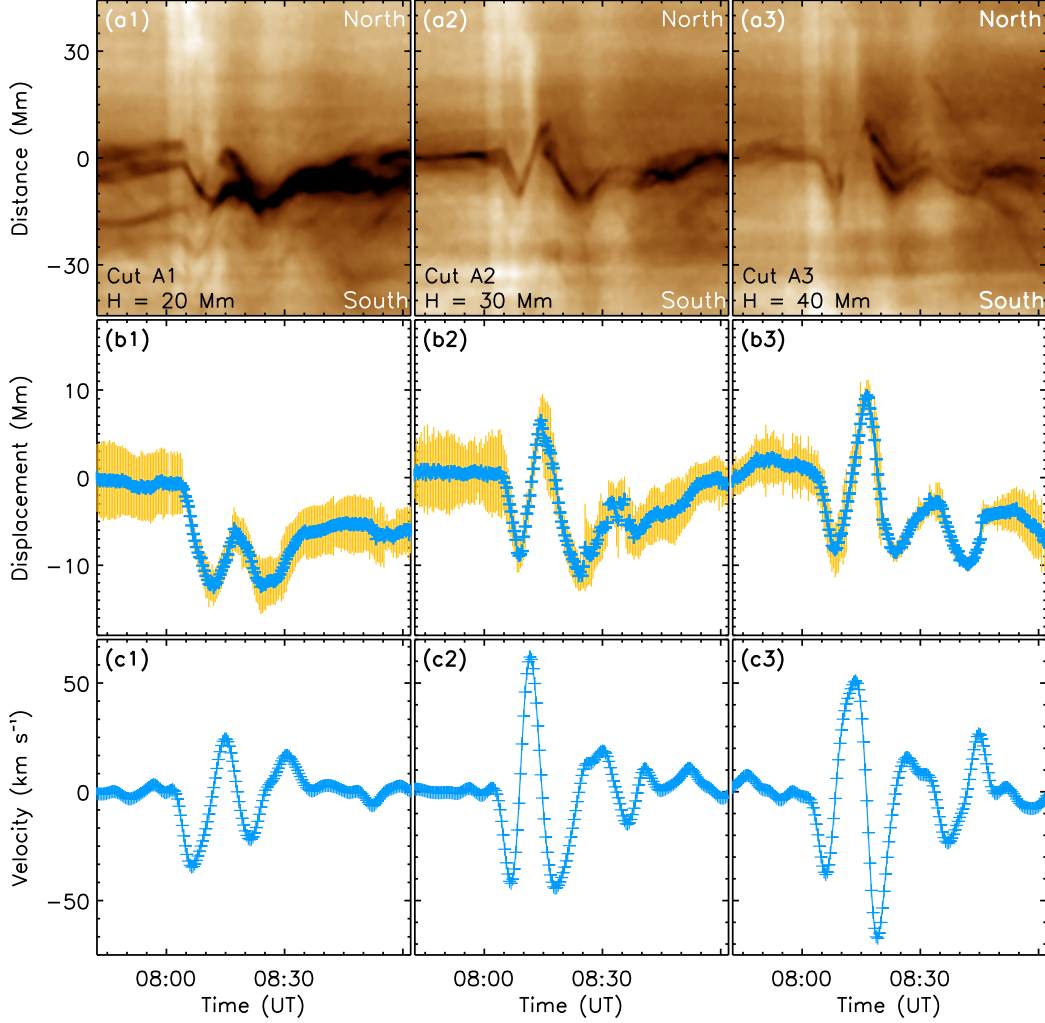 (a1) North (a2) North (a3) North
30
0
−30
Distance (Mm)
Cut A1 Cut A2 Cut A3
H = 20 Mm H = 30 Mm H = 40 Mm
South South South
(b1) (b2) (b3)
10
0
−10
Displacement (Mm)
(c1) (c2) (c3)
50
0
−50
Velocity (km s⁻¹)
08:00 08:30 08:00 08:30 08:00 08:30
Time (UT) Time (UT) Time (UT)